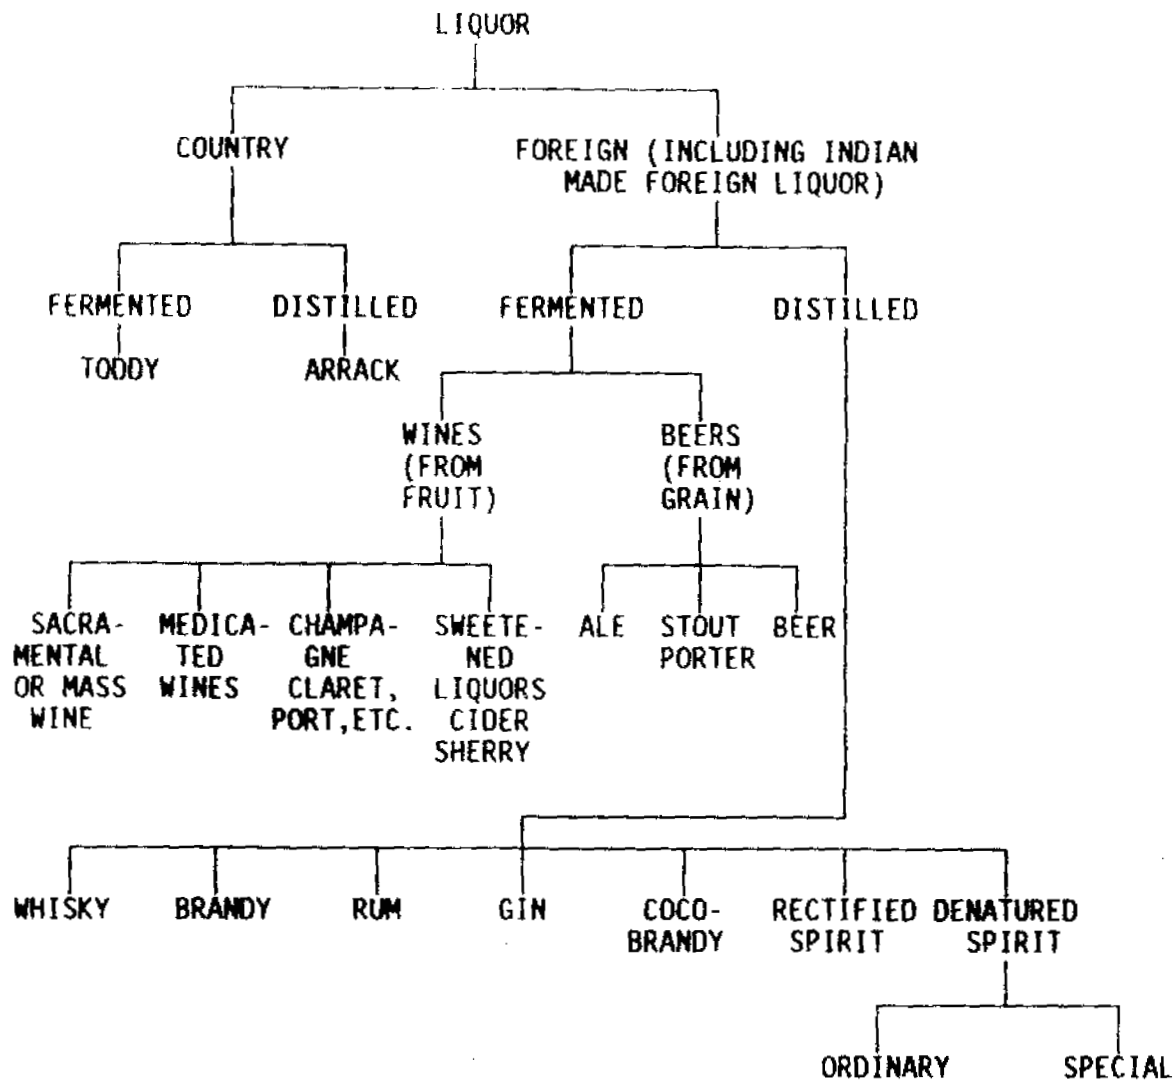 LIQUOR
COUNTRY
FOREIGN (INCLUDING INDIAN
MADE FOREIGN LIQUOR)
FERMENTED
DISTILLED
FERMENTED
DISTILLED
TODDY
ARRACK
WINES
(FROM
FRUIT)
BEERS
(FROM
GRAIN)
SACRA-
MENTAL
OR MASS
WINE
MEDICA-
TED
WINES
CHAMPA-
GNE
CLARET,
PORT,ETC.
SWEETE-
NED
LIQUORS
CIDER
SHERRY
ALE
STOUT
PORTER
BEER
WHISKY
BRANDY
RUM
GIN
COCO-
BRANDY
RECTIFIED
SPIRIT
DENATURED
SPIRIT
ORDINARY
SPECIAL